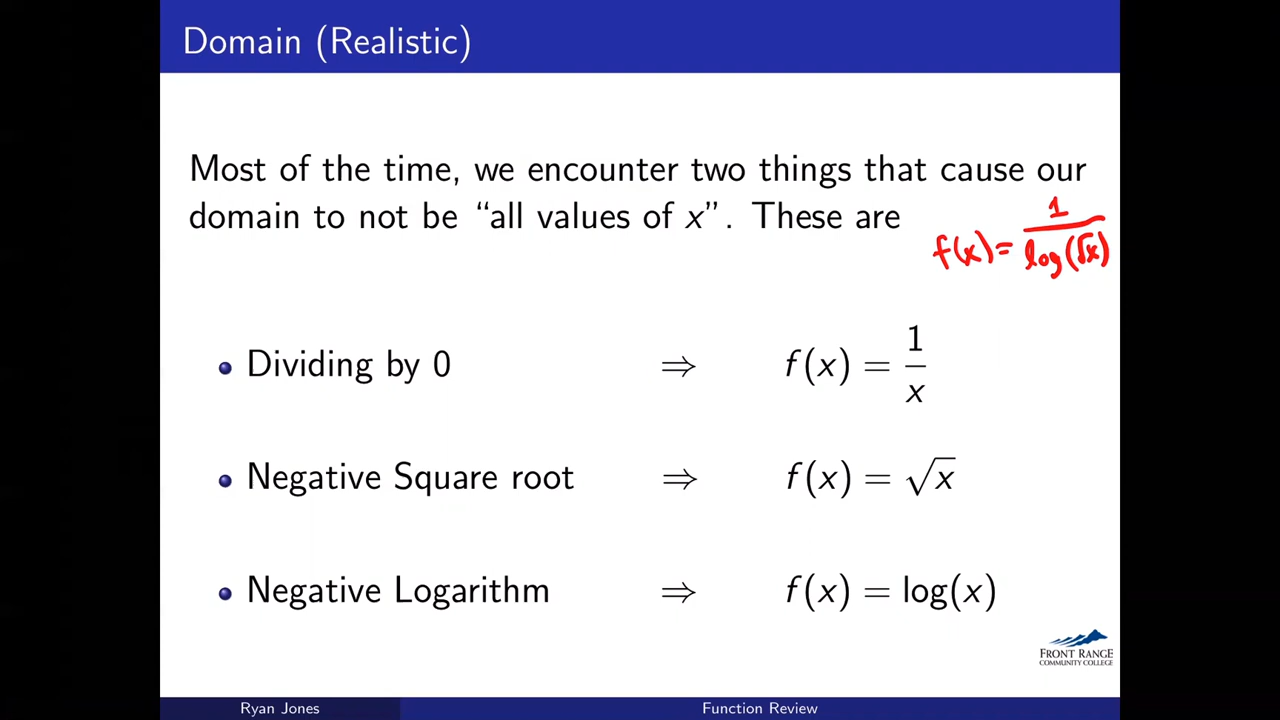 Domain (Realistic)
Most of the time, we encounter two things that cause our
domain to not be “all values of x”. These are
f(x) = 1/log(√x)
Dividing by 0 ⇒ f(x) = 1/x
Negative Square root ⇒ f(x) = √x
Negative Logarithm ⇒ f(x) = log(x)
FRONT RANGE
COMMUNITY COLLEGE
Ryan Jones Function Review